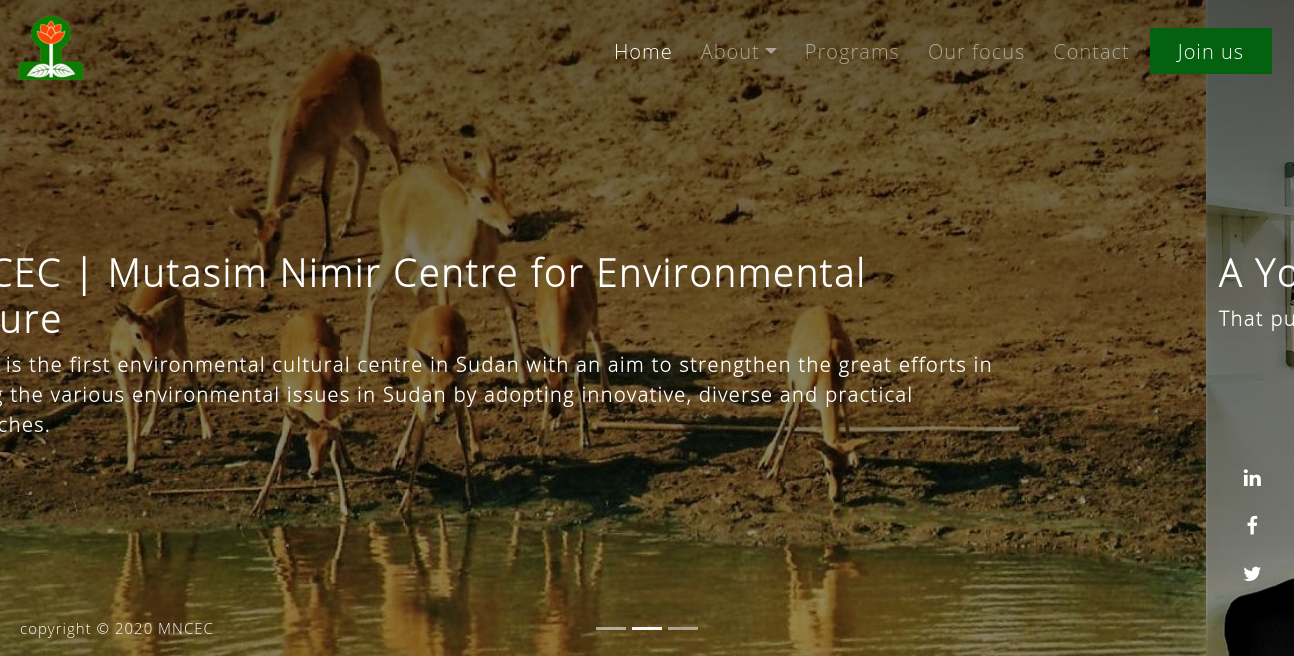 Home About Programs Our focus Contact Join us
CEC | Mutasim Nimir Centre for Environmental
ure
is the first environmental cultural centre in Sudan with an aim to strengthen the great efforts in
g the various environmental issues in Sudan by adopting innovative, diverse and practical
ches.
A Yo
That pu
copyright © 2020 MNCEC